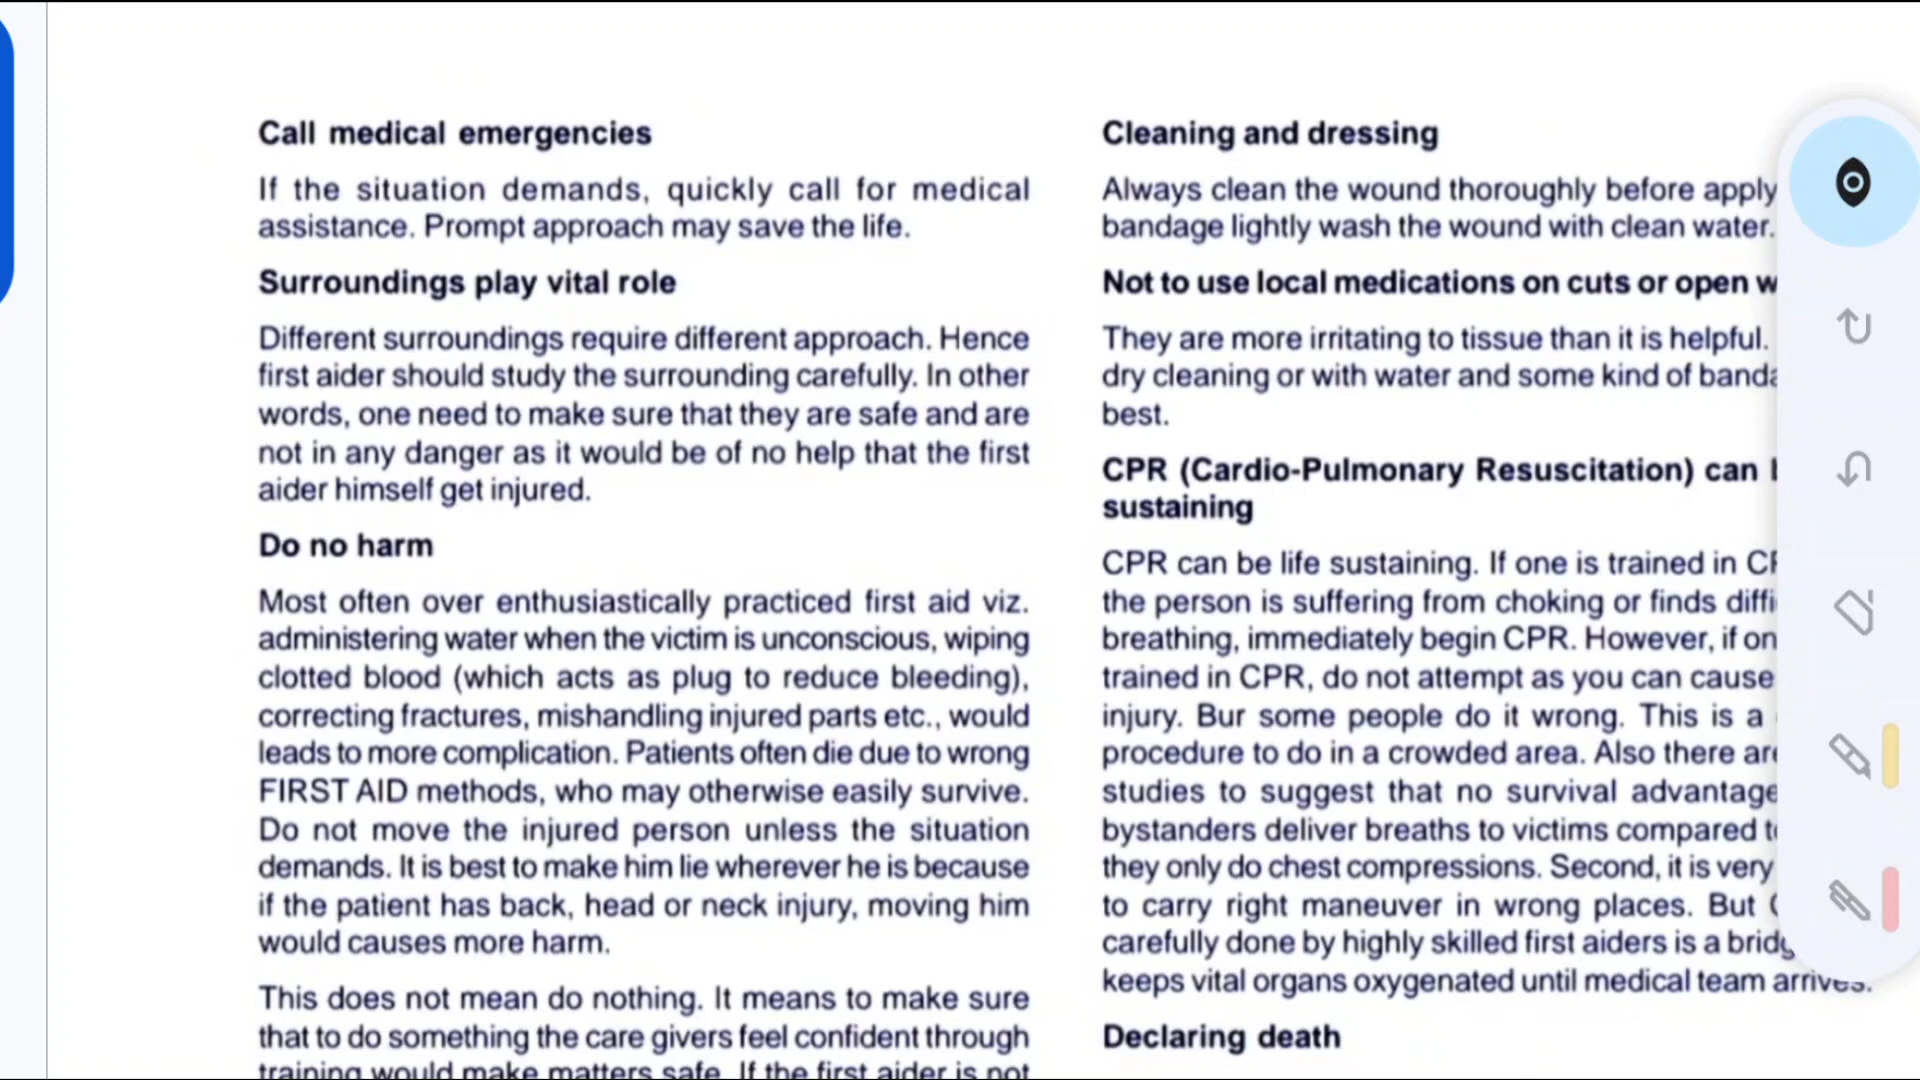 Call medical emergencies
If the situation demands, quickly call for medical
assistance. Prompt approach may save the life.
Surroundings play vital role
Different surroundings require different approach. Hence
first aider should study the surrounding carefully. In other
words, one need to make sure that they are safe and are
not in any danger as it would be of no help that the first
aider himself get injured.
Do no harm
Most often over enthusiastically practiced first aid viz.
administering water when the victim is unconscious, wiping
clotted blood (which acts as plug to reduce bleeding),
correcting fractures, mishandling injured parts etc., would
leads to more complication. Patients often die due to wrong
FIRST AID methods, who may otherwise easily survive.
Do not move the injured person unless the situation
demands. It is best to make him lie wherever he is because
if the patient has back, head or neck injury, moving him
would causes more harm.
This does not mean do nothing. It means to make sure
that to do something the care givers feel confident through
training would make matters safe. If the first aider is not
Cleaning and dressing
Always clean the wound thoroughly before apply
bandage lightly wash the wound with clean water.
Not to use local medications on cuts or open
They are more irritating to tissue than it is helpful.
dry cleaning or with water and some kind of
best.
CPR (Cardio-Pulmonary Resuscitation) can
sustaining
CPR can be life sustaining. If one is trained in
the person is suffering from choking or finds
breathing, immediately begin CPR. However, if
trained in CPR, do not attempt as you can cause
injury. Bur some people do it wrong. This is a
procedure to do in a crowded area. Also there
studies to suggest that no survival advantage
bystanders deliver breaths to victims compared
they only do chest compressions. Second, it is very
to carry right maneuver in wrong places. But
carefully done by highly skilled first aiders is a
keeps vital organs oxygenated until medical team arrives.
Declaring death